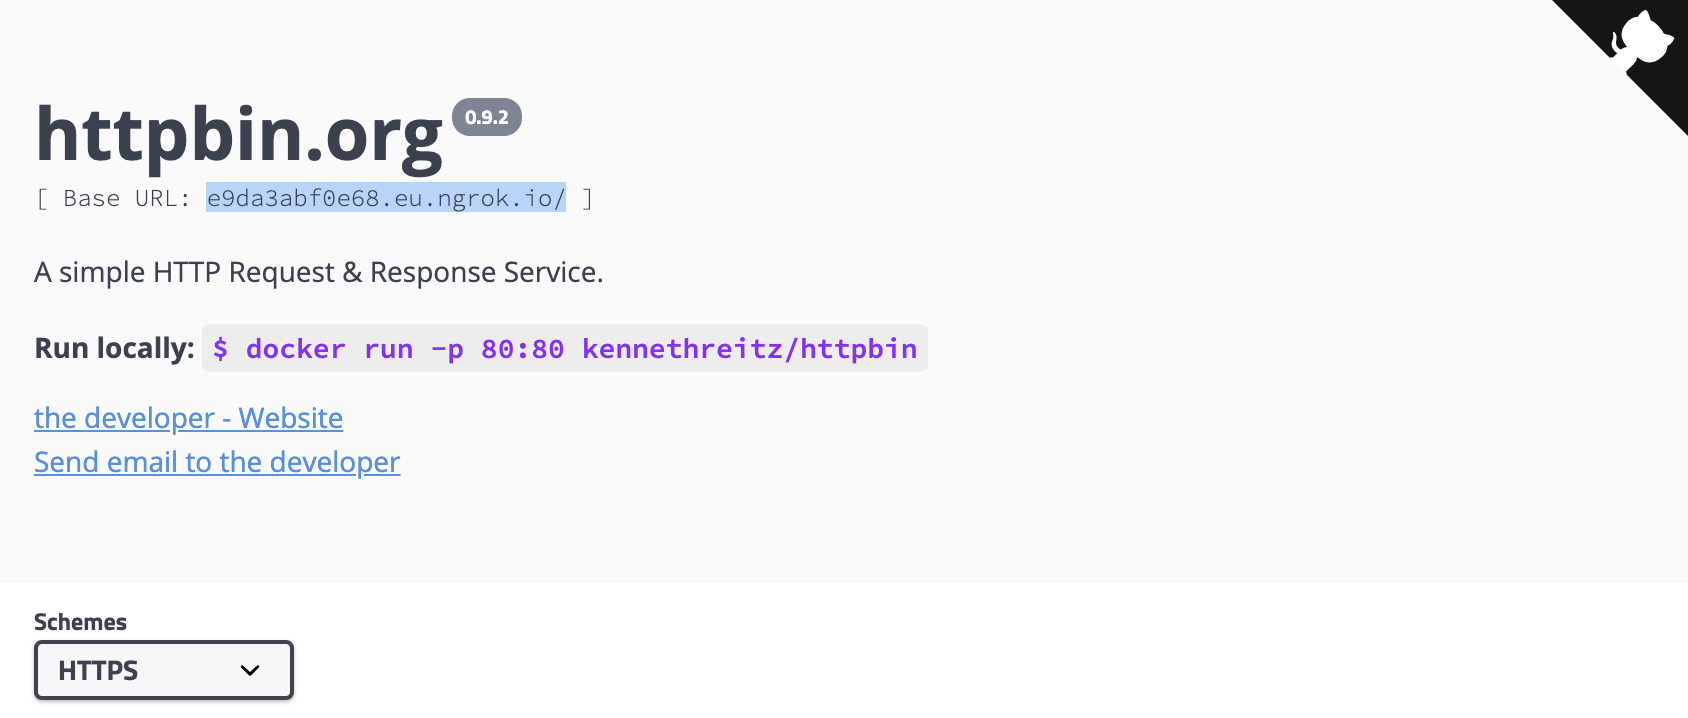 httpbin.org 0.9.2
[ Base URL: e9da3abf0e68.eu.ngrok.io/ ]
A simple HTTP Request & Response Service.
Run locally: $ docker run -p 80:80 kennethreitz/httpbin
the developer - Website
Send email to the developer
Schemes
HTTPS